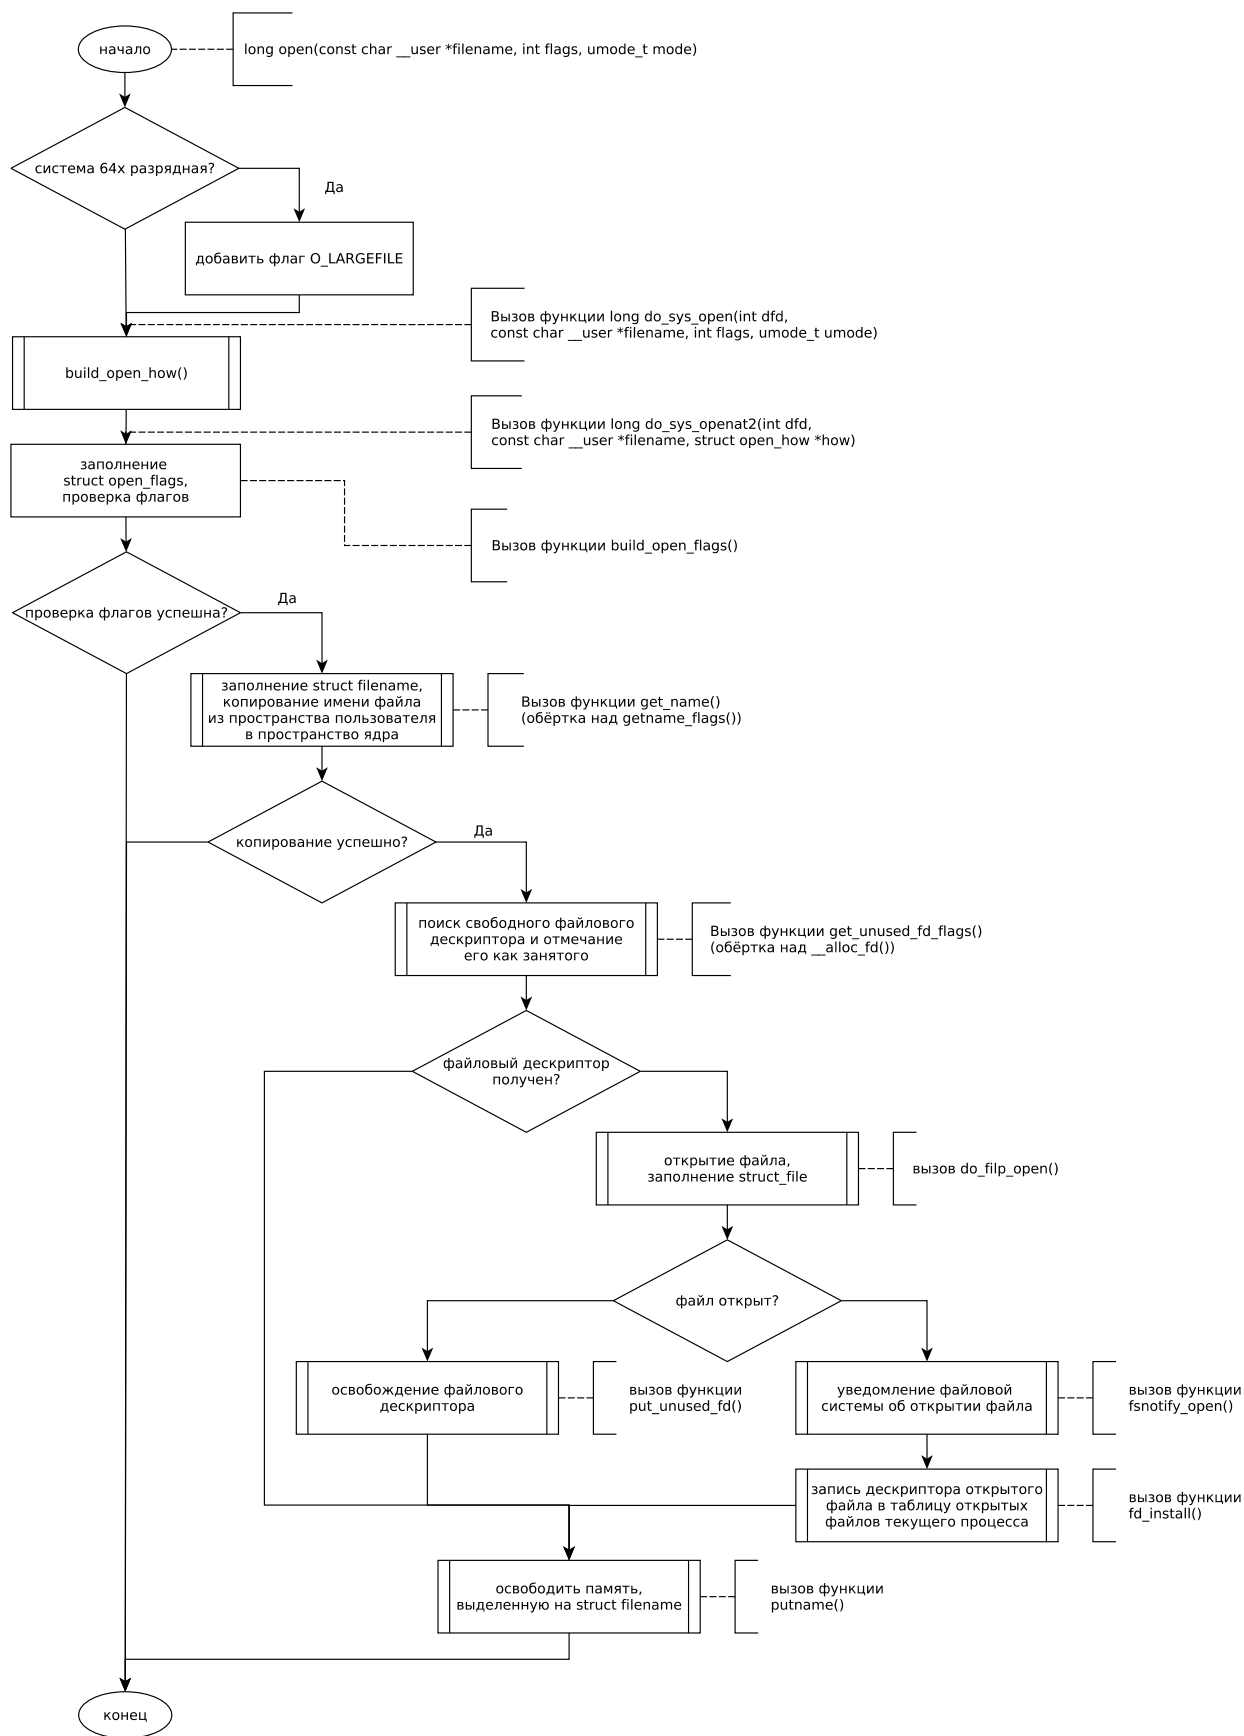 начало
long open(const char __user *filename, int flags, umode_t mode)
система 64х разрядная?
Да
добавить флаг O_LARGEFILE
Вызов функции long do_sys_open(int dfd,
const char __user *filename, int flags, umode_t umode)
build_open_how()
Вызов функции long do_sys_openat2(int dfd,
const char __user *filename, struct open_how *how)
заполнение
struct open_flags,
проверка флагов
Вызов функции build_open_flags()
проверка флагов успешна?
Да
заполнение struct filename,
копирование имени файла
из пространства пользователя
в пространство ядра
Вызов функции get_name()
(обёртка над getname_flags())
копирование успешно?
Да
поиск свободного файлового
дескриптора и отмечание
его как занятого
Вызов функции get_unused_fd_flags()
(обёртка над __alloc_fd())
файловый дескриптор
получен?
открытие файла,
заполнение struct_file
вызов do_filp_open()
файл открыт?
освобождение файлового
дескриптора
вызов функции
put_unused_fd()
уведомление файловой
системы об открытии файла
вызов функции
fsnotify_open()
запись дескриптора открытого
файла в таблицу открытых
файлов текущего процесса
вызов функции
fd_install()
освободить память,
выделенную на struct filename
вызов функции
putname()
конец